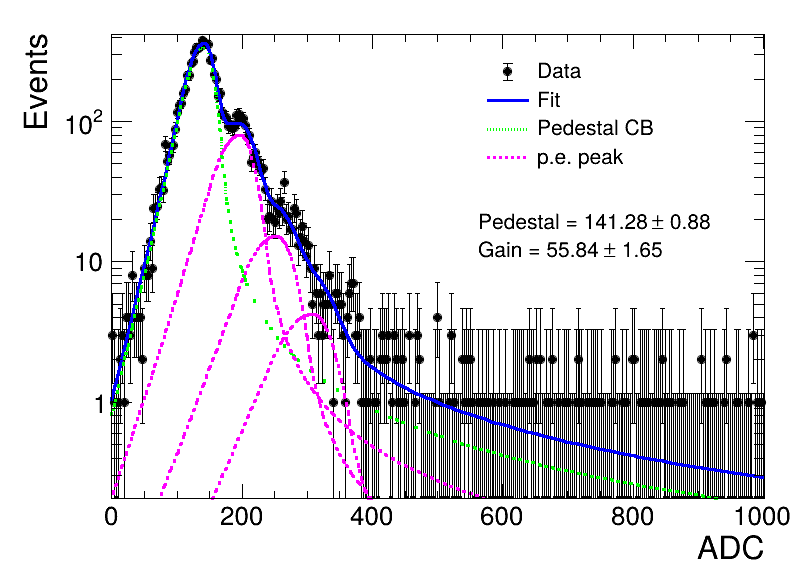 Events
10²
10
1
Data
Fit
Pedestal CB
p.e. peak
Pedestal = 141.28 ± 0.88
Gain = 55.84 ± 1.65
0 200 400 600 800 1000
ADC